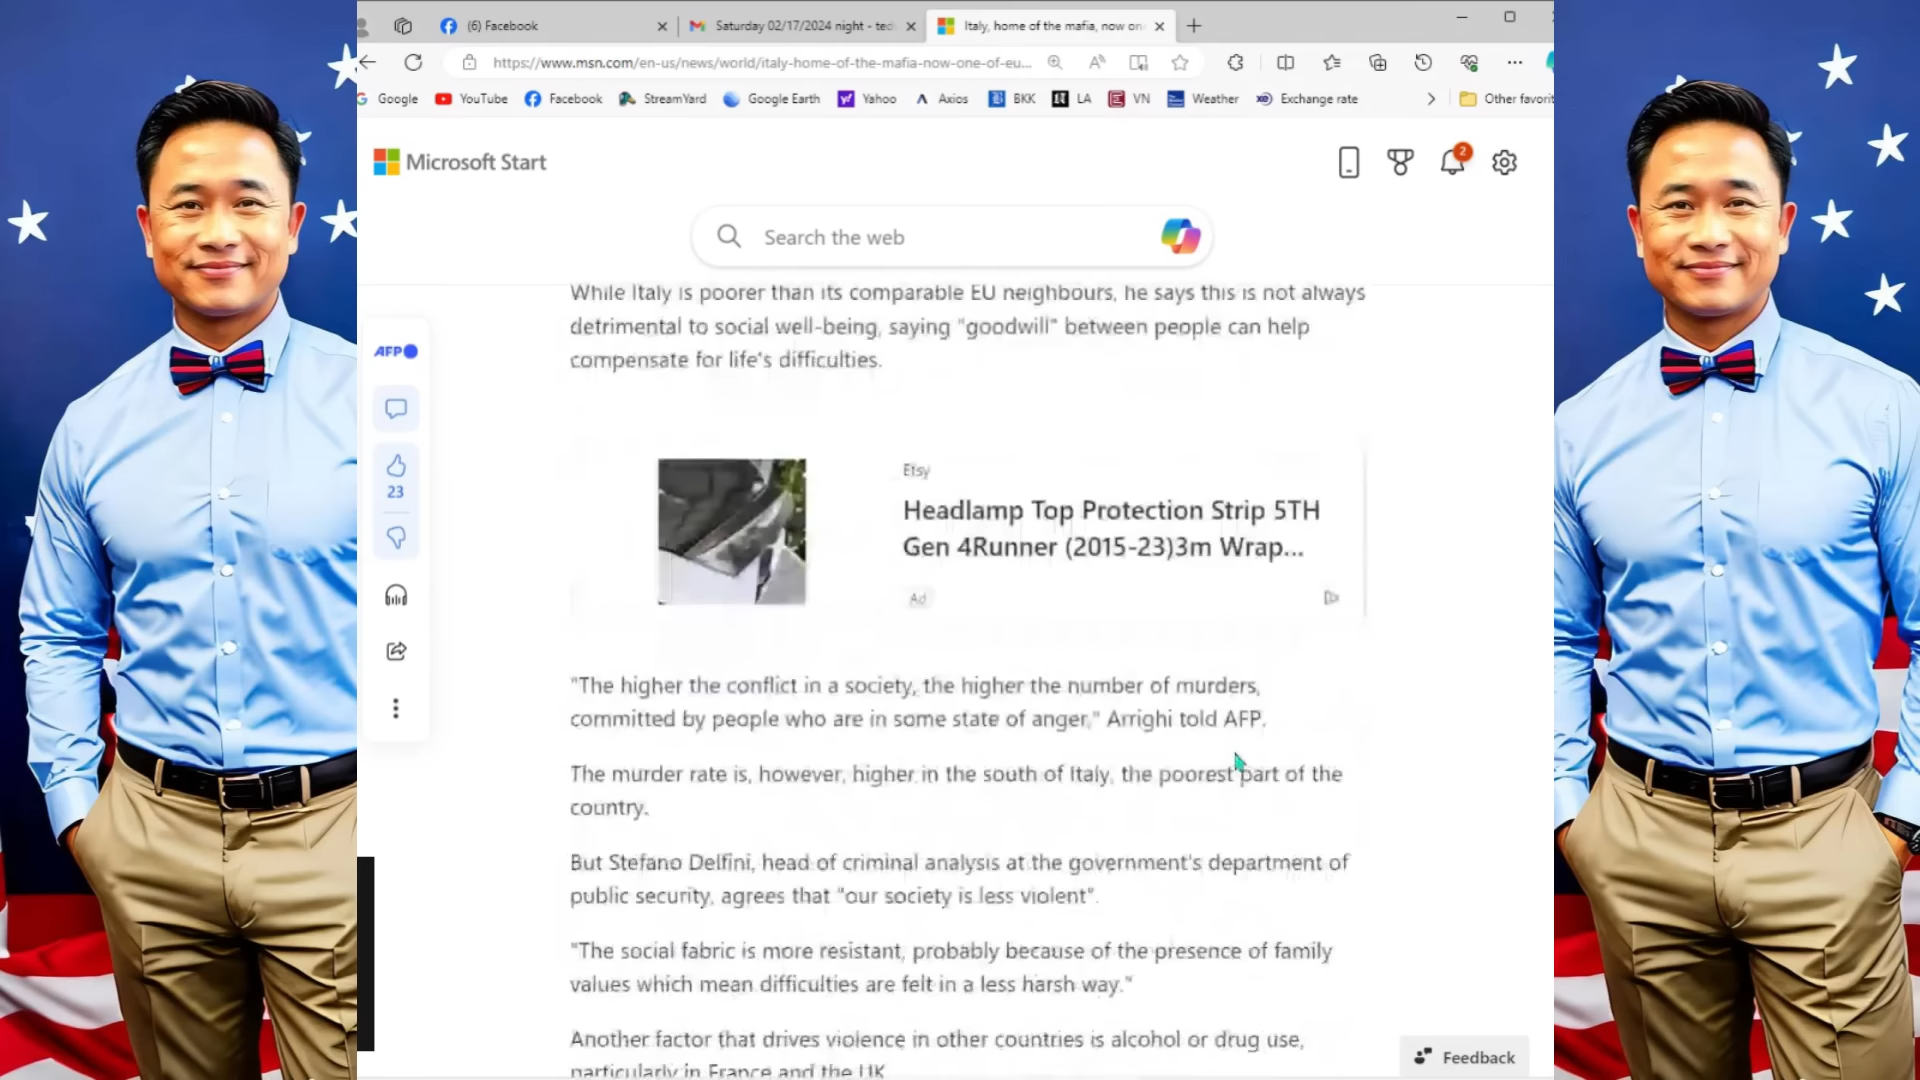 (6) Facebook
Saturday 02/17/2024 night - ted
Italy, home of the mafia, now on
https://www.msn.com/en-us/news/world/italy-home-of-the-mafia-now-one-of-eu...
Google YouTube Facebook StreamYard Google Earth Yahoo Axios BKK LA VN Weather Exchange rate Other favorit
Microsoft Start
2
Search the web
While Italy is poorer than its comparable EU neighbours, he says this is not always
detrimental to social well-being, saying "goodwill" between people can help
compensate for life's difficulties.
AFP
23
Etsy
Headlamp Top Protection Strip 5TH
Gen 4Runner (2015-23)3m Wrap...
Ad
"The higher the conflict in a society, the higher the number of murders,
committed by people who are in some state of anger," Arrighi told AFP.
The murder rate is, however, higher in the south of Italy, the poorest part of the
country.
But Stefano Delfini, head of criminal analysis at the government's department of
public security, agrees that "our society is less violent".
"The social fabric is more resistant, probably because of the presence of family
values which mean difficulties are felt in a less harsh way."
Another factor that drives violence in other countries is alcohol or drug use,
particularly in France and the UK
Feedback